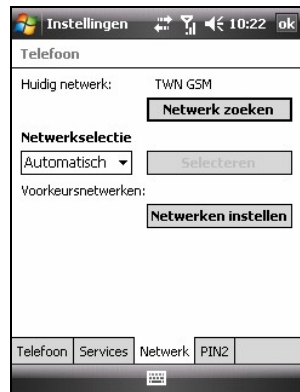 Instellingen 10:22 ok
Telefoon
Huidig netwerk: TWN GSM
Netwerk zoeken
Netwerkselectie
Automatisch Selecteren
Voorkeursnetwerken:
Netwerken instellen
Telefoon Services Netwerk PIN2